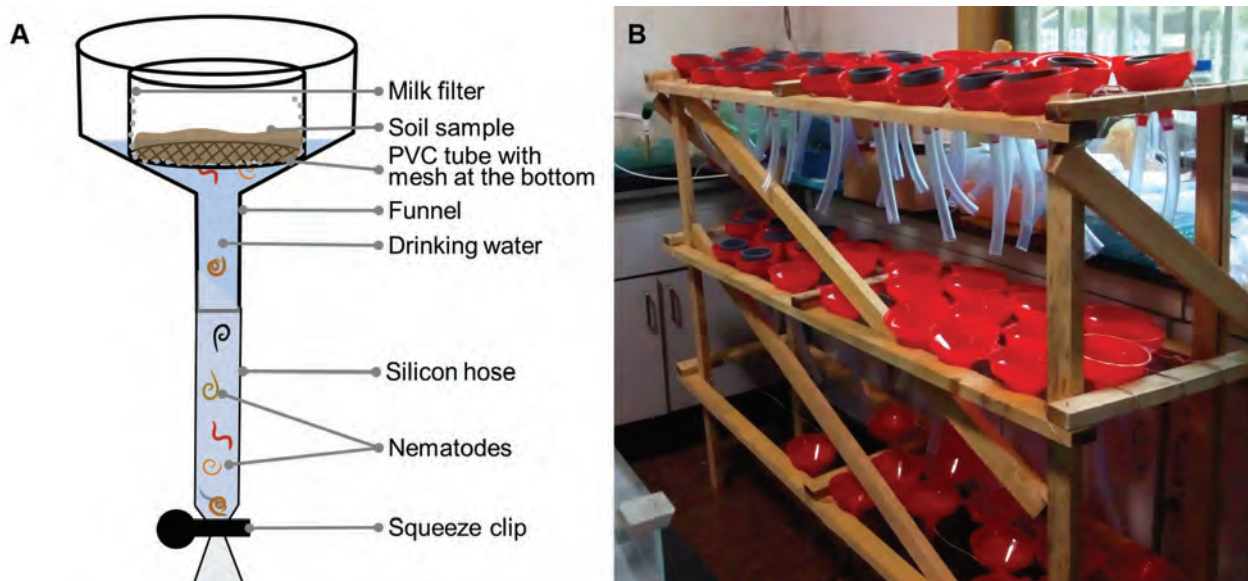 A
Milk filter
Soil sample
PVC tube with
mesh at the bottom
Funnel
Drinking water
Silicon hose
Nematodes
Squeeze clip
B